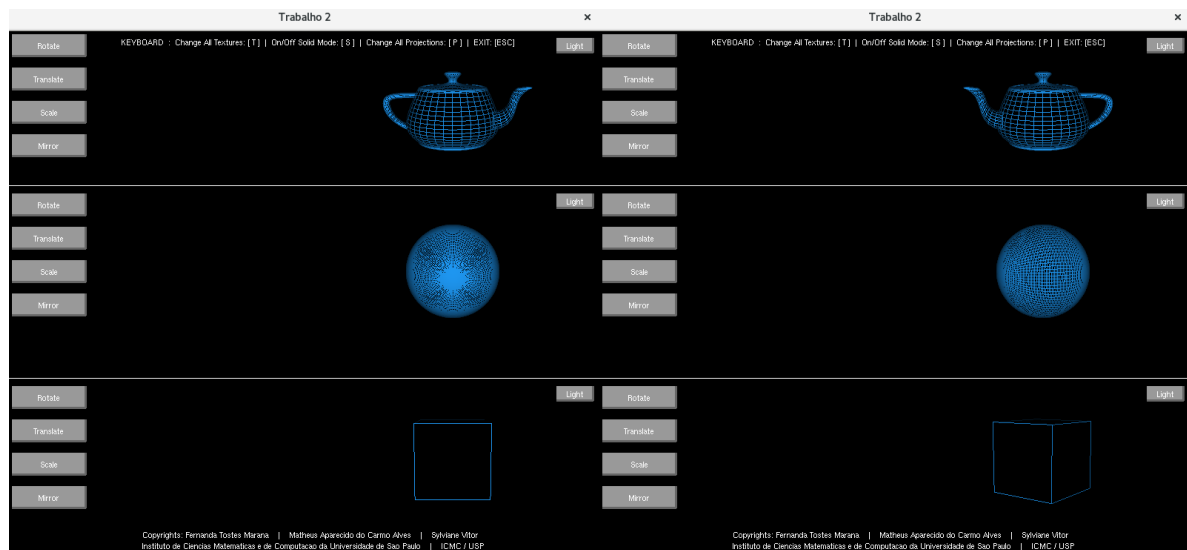 Trabalho 2 ×
Rotate KEYBOARD : Change All Textures: [ T ] | On/Off Solid Mode: [ S ] | Change All Projections: [ P ] | EXIT: [ESC] Light
Translate
Scale
Mirror
Rotate Light
Translate
Scale
Mirror
Rotate Light
Translate
Scale
Mirror
Copyrights: Fernanda Tostes Marana | Matheus Aparecido do Carmo Alves | Sylviane Vitor
Instituto de Ciencias Matematicas e de Computacao da Universidade de Sao Paulo | ICMC / USP
Trabalho 2 ×
Rotate KEYBOARD : Change All Textures: [ T ] | On/Off Solid Mode: [ S ] | Change All Projections: [ P ] | EXIT: [ESC] Light
Translate
Scale
Mirror
Rotate Light
Translate
Scale
Mirror
Rotate Light
Translate
Scale
Mirror
Copyrights: Fernanda Tostes Marana | Matheus Aparecido do Carmo Alves | Sylviane Vitor
Instituto de Ciencias Matematicas e de Computacao da Universidade de Sao Paulo | ICMC / USP